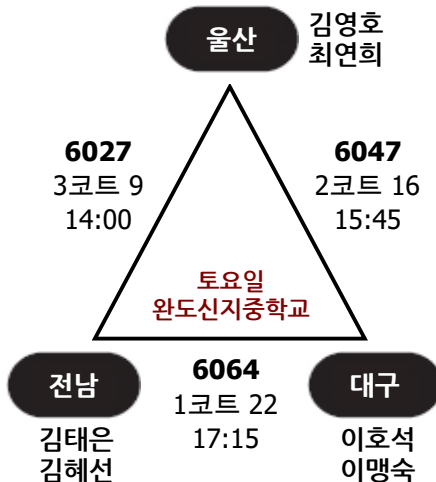 울산
김영호
최연희
6027
3코트 9
14:00
6047
2코트 16
15:45
토요일
완도신지중학교
전남
김태은
김혜선
6064
1코트 22
17:15
대구
이호석
이맹숙